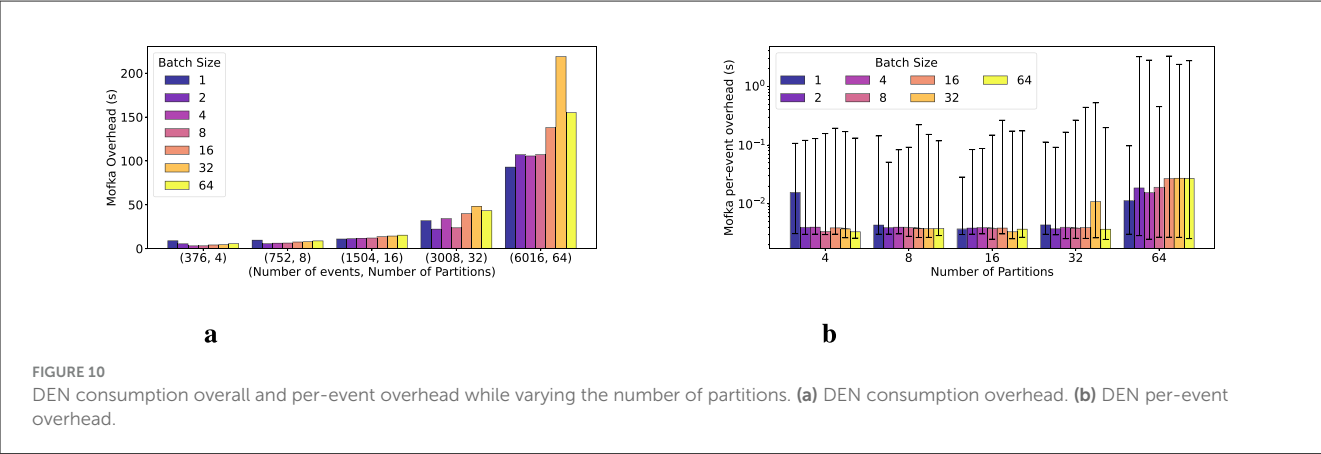 Mofka Overhead (s)
200
150
100
50
0
Batch Size
1
2
4
8
16
32
64
(376, 4) (752, 8) (1504, 16) (3008, 32) (6016, 64)
(Number of events, Number of Partitions)
a
Mofka per-event overhead (s)
10⁰
10⁻¹
10⁻²
Batch Size
1 4 16 64
2 8 32
4 8 16 32 64
Number of Partitions
b
FIGURE 10
DEN consumption overall and per-event overhead while varying the number of partitions. (a) DEN consumption overhead. (b) DEN per-event
overhead.